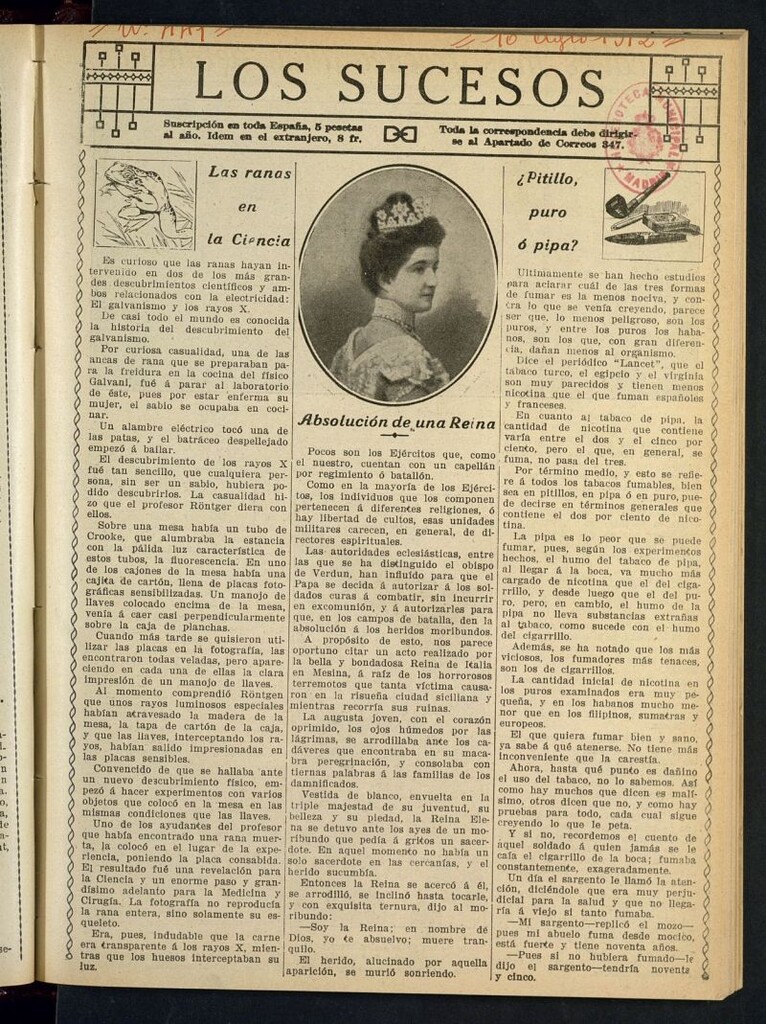 LOS SUCESOS
Suscripción en toda España, 5 pesetas
al año. Idem en el extranjero, 8 fr.
Toda la correspondencia debe dirigir-
se al Apartado de Correos 347.
Las ranas
en
la Ciencia
Es curioso que las ranas hayan in-
tervenido en dos de los más gran-
des descubrimientos científicos y am-
bos relacionados con la electricidad:
El galvanismo y los rayos X.
De casi todo el mundo es conocida
la historia del descubrimiento del
galvanismo.
Por curiosa casualidad, una de las
ancas de rana que se preparaban pa-
ra la freidura en la cocina del físico
Galvani, fué á parar al laboratorio
de éste, pues por estar enferma su
mujer, el sabio se ocupaba en coci-
nar.
Un alambre eléctrico tocó una de
las patas, y el batráceo despellejado
empezó á bailar.
El descubrimiento de los rayos X
fué tan sencillo, que cualquiera per-
sona, sin ser un sabio, hubiera po-
dido descubrirlos. La casualidad hi-
zo que el profesor Röntger diera con
ellos.
Sobre una mesa había un tubo de
Crooke, que alumbraba la estancia
con la pálida luz característica de
estos tubos, la fluorescencia. En uno
de los cajones de la mesa había una
cajita de cartón, llena de placas foto-
gráficas sensibilizadas. Un manojo de
llaves colocado encima de la mesa,
venía á caer casi perpendicularmente
sobre la caja de planchas.
Cuando más tarde se quisieron uti-
lizar las placas en la fotografía, las
encontraron todas veladas, pero apare-
ciendo en cada una de ellas la clara
impresión de un manojo de llaves.
Al momento comprendió Röntgen
que unos rayos luminosos especiales
habían atravesado la madera de la
mesa, la tapa de cartón de la caja,
y que las llaves, interceptando los ra-
yos, habían salido impresionadas en
las placas sensibles.
Convencido de que se hallaba ante
un nuevo descubrimiento físico, em-
pezó á hacer experimentos con varios
objetos que colocó en la mesa en las
mismas condiciones que las llaves.
Uno de los ayudantes del profesor
que había encontrado una rana muer-
ta, la colocó en el lugar de la expe-
riencia, poniendo la placa consabida.
El resultado fué una revelación para
la Ciencia y un enorme paso y gran-
dísimo adelanto para la Medicina y
Cirugía. La fotografía no reproducía
la rana entera, sino solamente su es-
queleto.
Era, pues, indudable que la carne
era transparente á los rayos X, mien-
tras que los huesos interceptaban su
luz.
Absolución de una Reina
Pocos son los Ejércitos que, como
el nuestro, cuentan con un capellán
por regimiento ó batallón.
Como en la mayoría de los Ejérci-
tos, los individuos que los componen
pertenecen á diferentes religiones, ó
hay libertad de cultos, esas unidades
militares carecen, en general, de di-
rectores espirituales.
Las autoridades eclesiásticas, entre
las que se ha distinguido el obispo
de Verdun, han influído para que el
Papa se decida á autorizar á los sol-
dados curas á combatir, sin incurrir
en excomunión, y á autorizarles para
que, en los campos de batalla, den la
absolución á los heridos moribundos.
A propósito de esto, nos parece
oportuno citar un acto realizado por
la bella y bondadosa Reina de Italia
en Mesina, á raíz de los horrorosos
terremotos que tanta víctima causa-
ron en la risueña ciudad siciliana y
mientras recorría sus ruinas.
La augusta joven, con el corazón
oprimido, los ojos húmedos por las
lágrimas, se arrodillaba ante los ca-
dáveres que encontraba en su maca-
bra peregrinación, y consolaba con
tiernas palabras á las familias de los
damnificados.
Vestida de blanco, envuelta en la
triple majestad de su juventud, su
belleza y su piedad, la Reina Ele-
na se detuvo ante los ayes de un mo-
ribundo que pedía á gritos un sacer-
dote. En aquel momento no había un
solo sacerdote en las cercanías, y el
herido sucumbía.
Entonces la Reina se acercó á él,
se arrodilló, se inclinó hasta tocarle,
y con exquisita ternura, dijo al mo-
ribundo:
—Soy la Reina; en nombre de
Dios, yo te absuelvo; muere tran-
quilo.
El herido, alucinado por aquella
aparición, se murió sonriendo.
¿Pitillo,
puro
ó pipa?
Ultimamente se han hecho estudios
para aclarar cuál de las tres formas
de fumar es la menos nociva, y con-
tra lo que se venía creyendo, parece
ser que, lo menos peligroso, son los
puros, y entre los puros los haba-
nos, son los que, con gran diferen-
cia, dañan menos al organismo.
Dice el periódico "Lancet", que el
tabaco turco, el egipcio y el virginia
son muy parecidos y tienen menos
nicotina que el que fuman españoles
y franceses.
En cuanto al tabaco de pipa, la
cantidad de nicotina que contiene
varía entre el dos y el cinco por
ciento, pero el que, en general, se
fuma, no pasa del tres.
Por término medio, y esto se refie-
re á todos los tabacos fumables, bien
sea en pitillos, en pipa ó en puro, pue-
de decirse en términos generales que
contiene el dos por ciento de nico-
tina.
La pipa es lo peor que se puede
fumar, pues, según los experimentos
hechos, el humo del tabaco de pipa,
al llegar á la boca, va mucho más
cargado de nicotina que el del ciga-
rrillo, y desde luego que el del pu-
ro, pero, en cambio, el humo de la
pipa no lleva substancias extrañas
al tabaco, como sucede con el humo
del cigarrillo.
Además, se ha notado que los más
viciosos, los fumadores más tenaces,
son los de cigarrillos.
La cantidad inicial de nicotina en
los puros examinados era muy pe-
queña, y en los habanos mucho me-
nor que en los filipinos, sumatras y
europeos.
El que quiera fumar bien y sano,
ya sabe á qué atenerse. No tiene más
inconveniente que la carestía.
Ahora, hasta qué punto es dañino
el uso del tabaco, no lo sabemos. Así
como hay muchos que dicen es malí-
simo, otros dicen que no, y como hay
pruebas para todo, cada cual sigue
creyendo lo que le peta.
Y si no, recordemos el cuento de
aquel soldado á quien jamás se le
caía el cigarrillo de la boca; fumaba
constantemente, exageradamente.
Un día el sargento le llamó la aten-
ción, diciéndole que era muy perju-
dicial para la salud y que no llega-
ría á viejo si tanto fumaba.
—Mi sargento—replicó el mozo—
pues mi abuelo fuma desde mocito,
está fuerte y tiene noventa años.
—Pues si no hubiera fumado—le
dijo el sargento—tendría noventa
y cinco.